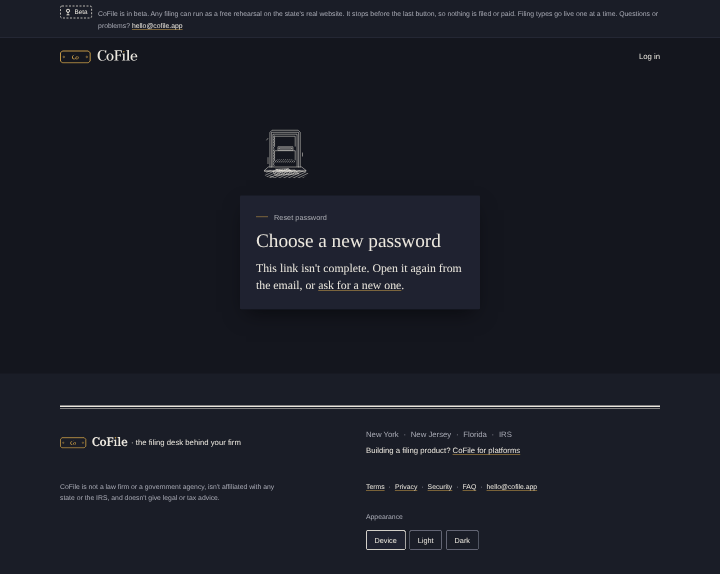 Beta
CoFile is in beta. Any filing can run as a free rehearsal on the state's real website. It stops before the last button, so nothing is filed or paid. Filing types go live one at a time. Questions or
problems? hello@cofile.app
Co CoFile
Log in
Reset password
Choose a new password
This link isn't complete. Open it again from
the email, or ask for a new one.
Co CoFile · the filing desk behind your firm
New York · New Jersey · Florida · IRS
Building a filing product? CoFile for platforms
CoFile is not a law firm or a government agency, isn't affiliated with any
state or the IRS, and doesn't give legal or tax advice.
Terms · Privacy · Security · FAQ · hello@cofile.app
Appearance
Device Light Dark